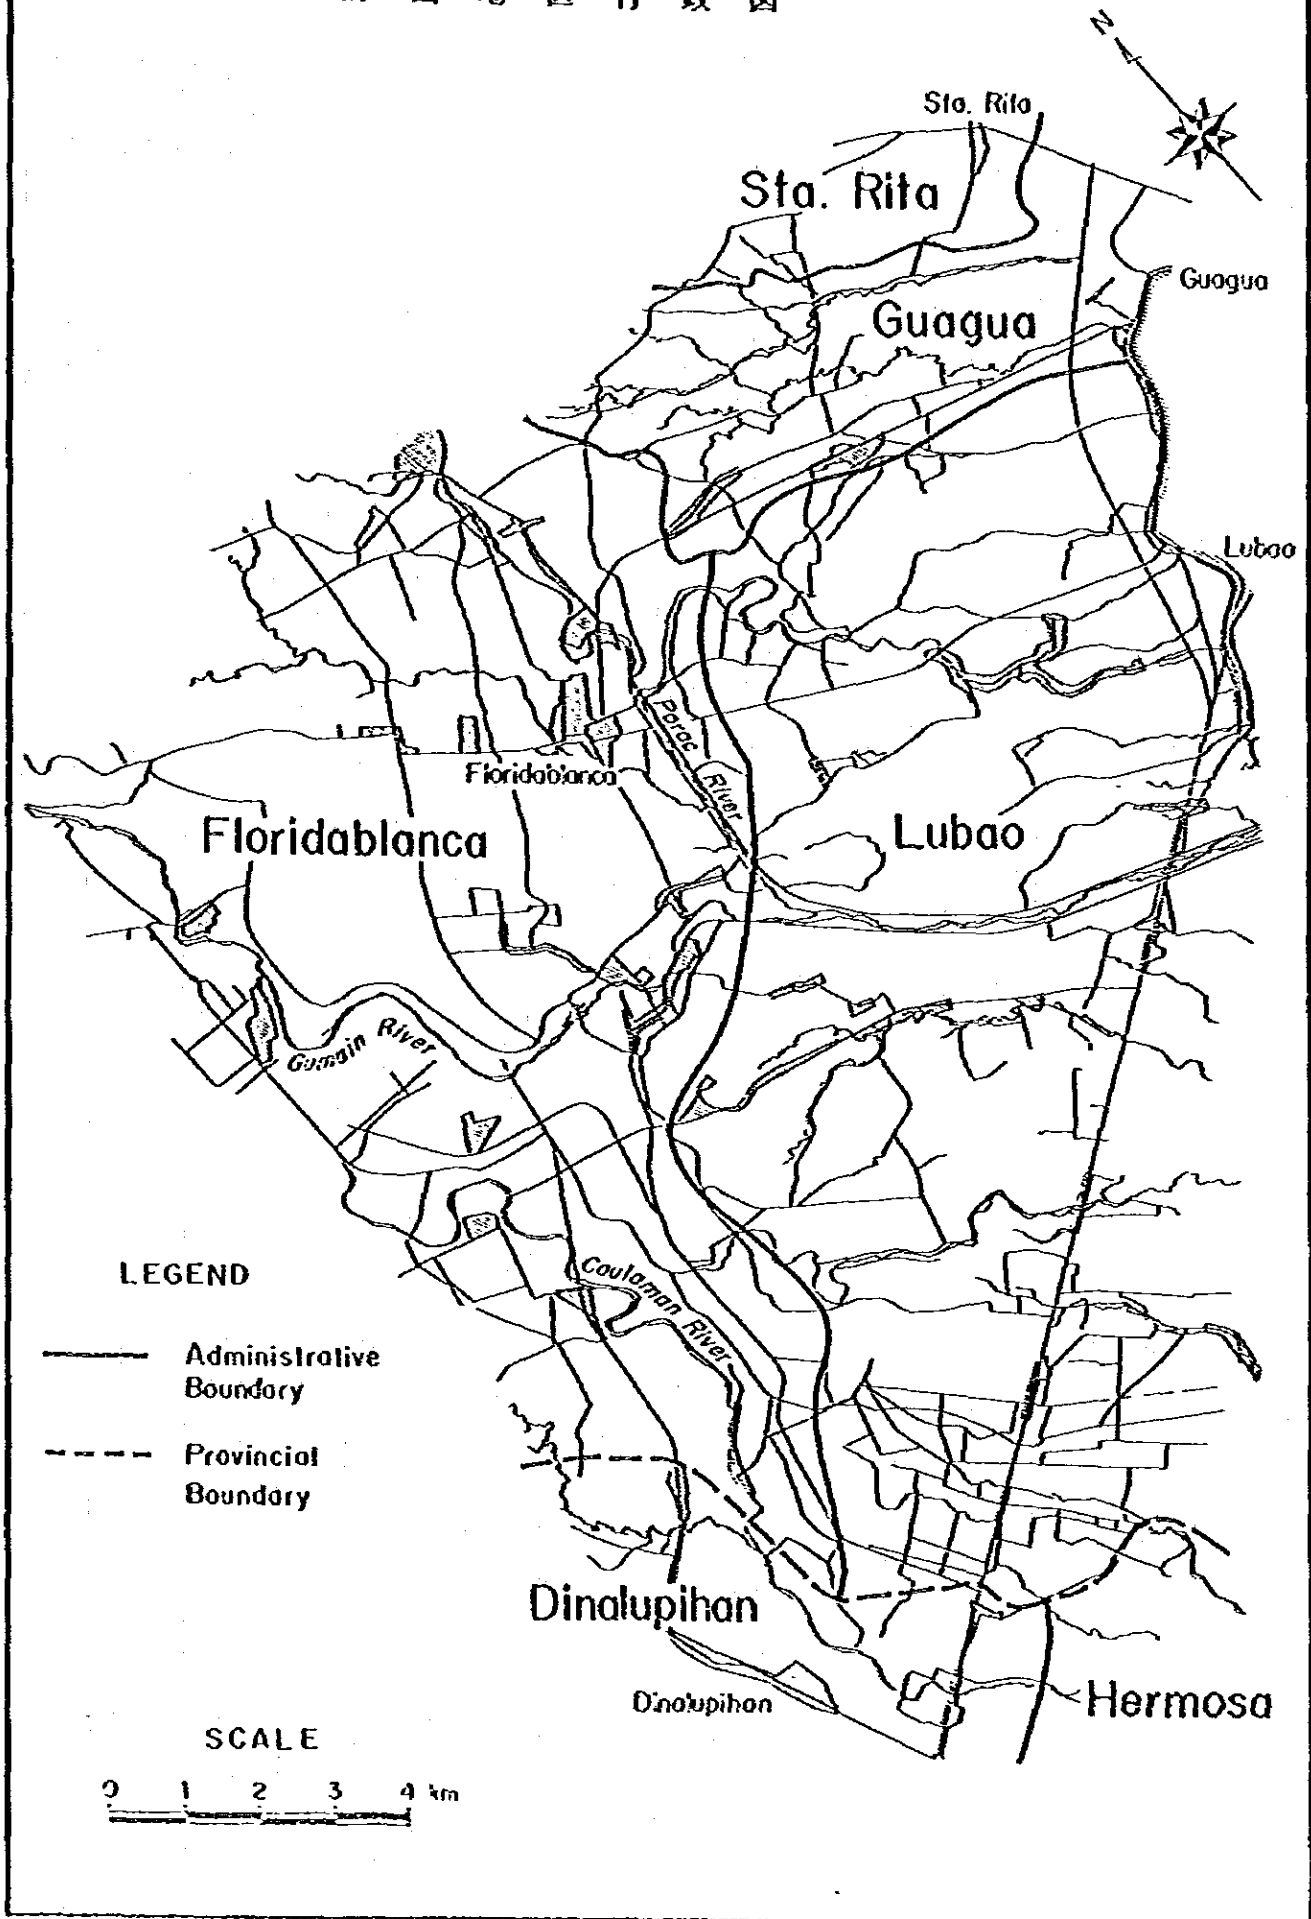 N
Sta. Rita
Sta. Rita
Guagua
Guagua
Lubao
Porac River
Floridablanca
Floridablanca
Lubao
Gumain River
LEGEND
Caulaman River
Administrative
Boundary
Provincial
Boundary
Dinalupihan
Dinalupihan
Hermosa
SCALE
0 1 2 3 4 km